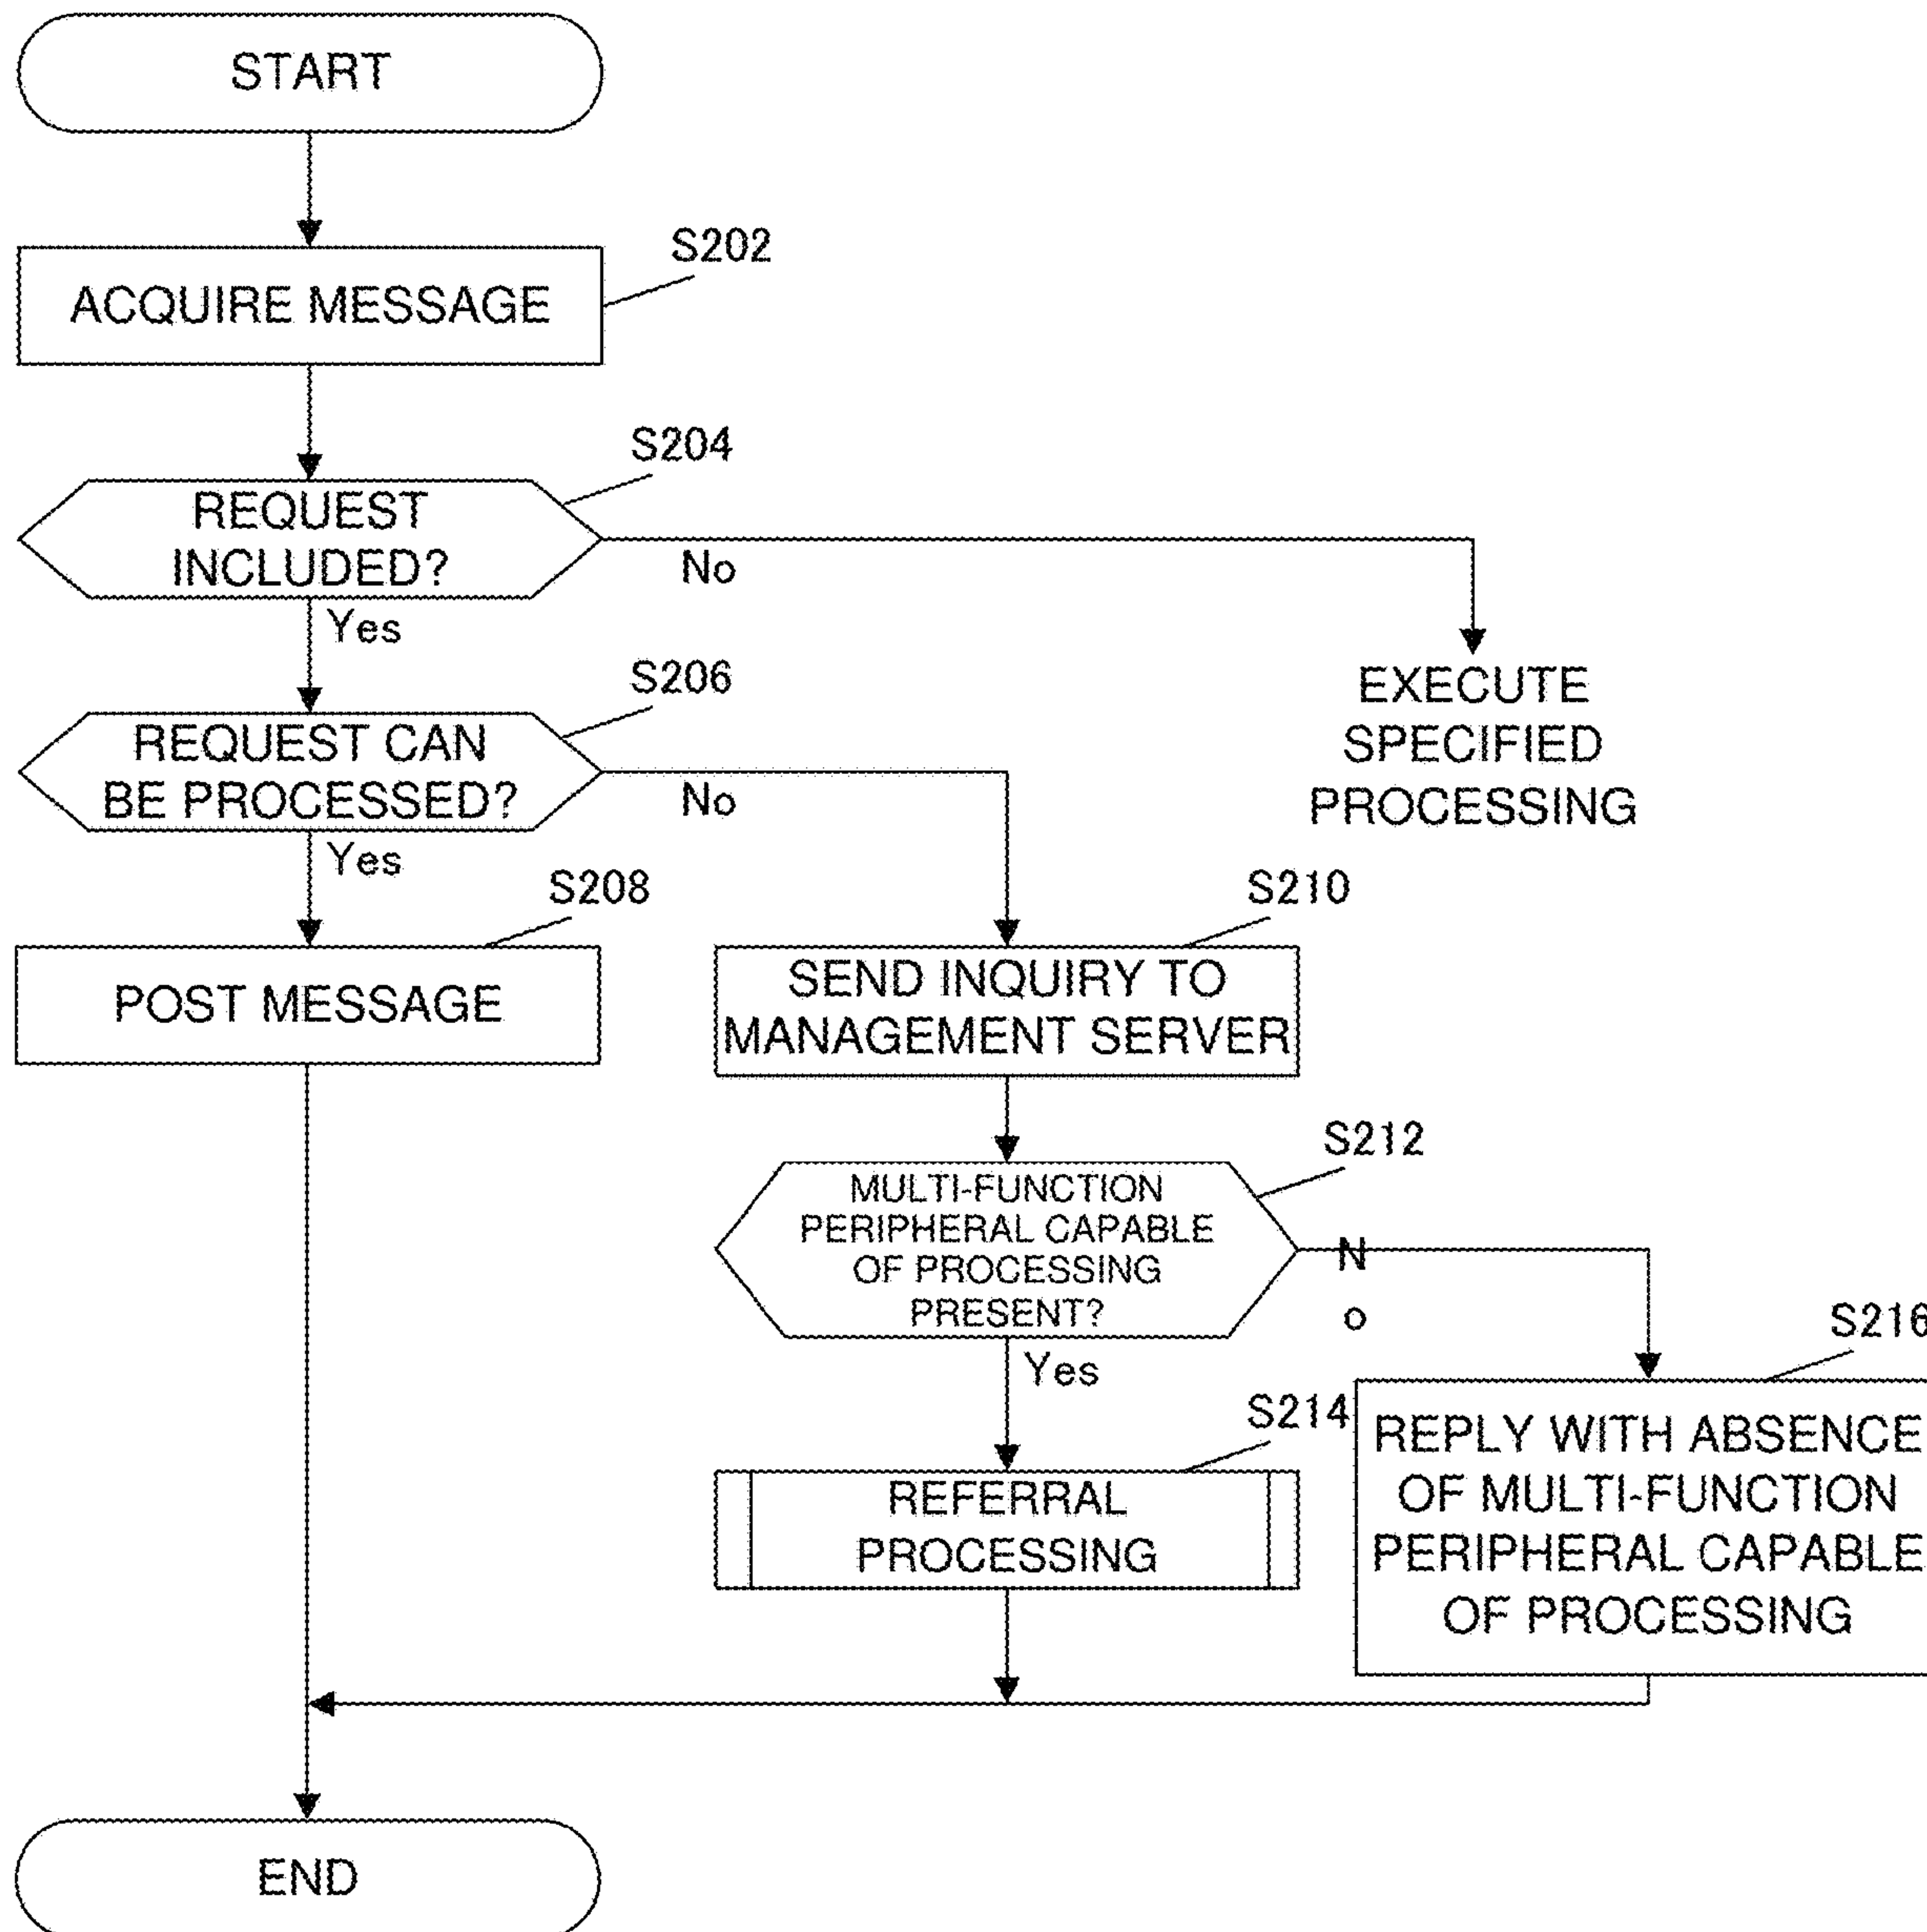 START
S202
ACQUIRE MESSAGE
S204
REQUEST
INCLUDED?
No
Yes
S206
REQUEST CAN
BE PROCESSED?
No
Yes
EXECUTE
SPECIFIED
PROCESSING
S208
POST MESSAGE
S210
SEND INQUIRY TO
MANAGEMENT SERVER
S212
MULTI-FUNCTION
PERIPHERAL CAPABLE
OF PROCESSING
PRESENT?
N
o
Yes
S214
REFERRAL
PROCESSING
S216
REPLY WITH ABSENCE
OF MULTI-FUNCTION
PERIPHERAL CAPABLE
OF PROCESSING
END